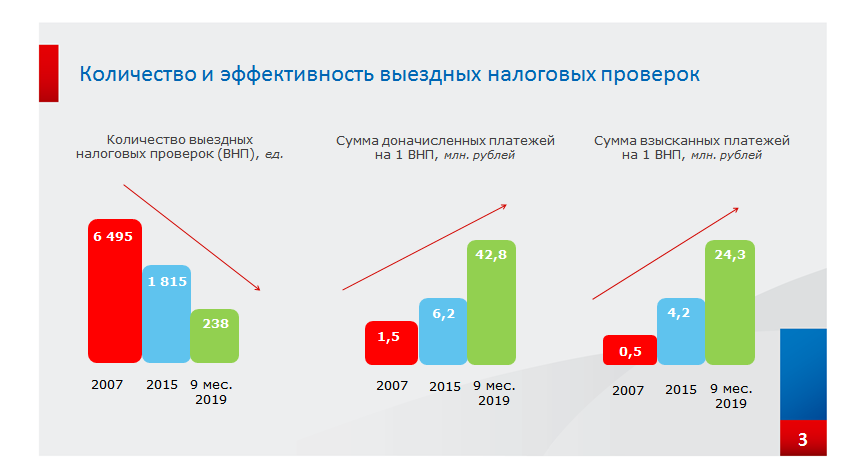 Количество и эффективность выездных налоговых проверок
Количество выездных
налоговых проверок (ВНП), ед.
6 495
1 815
238
2007
2015
9 мес.
2019
Сумма доначисленных платежей
на 1 ВНП, млн. рублей
1,5
6,2
42,8
2007
2015
9 мес.
2019
Сумма взысканных платежей
на 1 ВНП, млн. рублей
0,5
4,2
24,3
2007
2015
9 мес.
2019
3